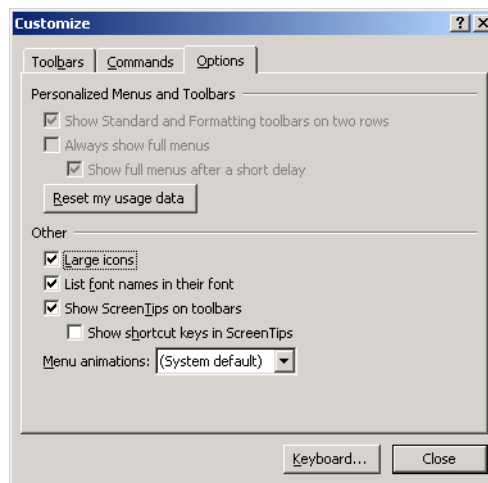 Customize
Toolbars Commands Options
Personalized Menus and Toolbars
Show Standard and Formatting toolbars on two rows
Always show full menus
Show full menus after a short delay
Reset my usage data
Other
Large icons
List font names in their font
Show ScreenTips on toolbars
Show shortcut keys in ScreenTips
Menu animations: (System default)
Keyboard... Close